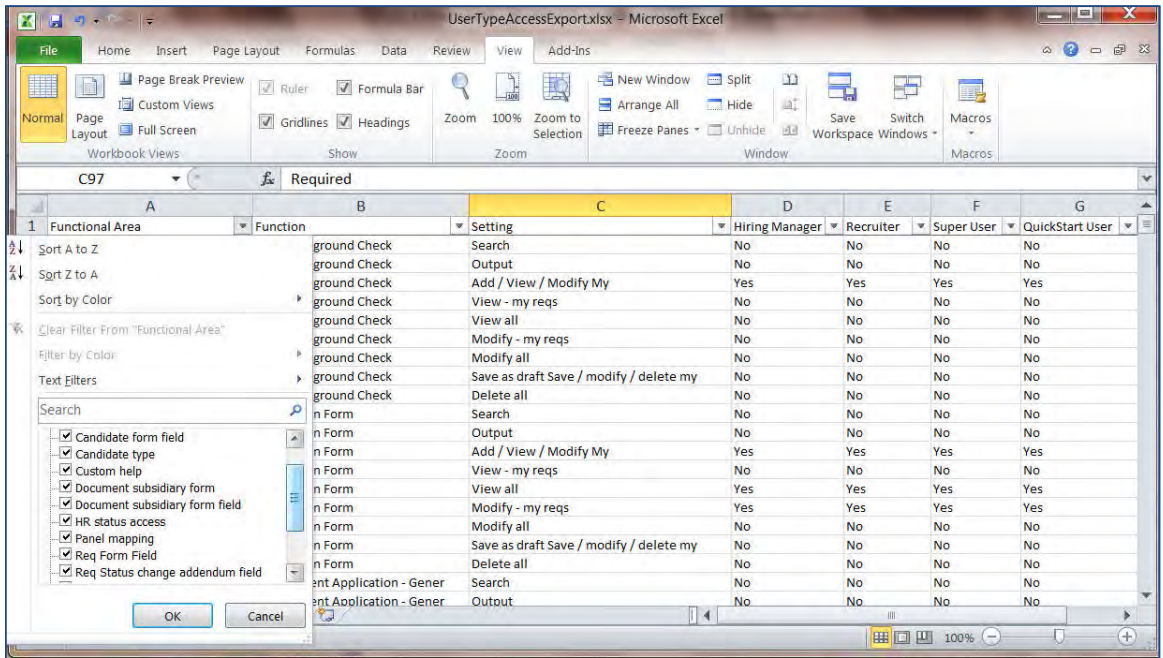 UserTypeAccessExport.xlsx - Microsoft Excel
File Home Insert Page Layout Formulas Data Review View Add-Ins
Normal
Page Layout
Page Break Preview
Custom Views
Full Screen
Workbook Views
Ruler
Formula Bar
Gridlines
Headings
Show
Zoom
100%
Zoom to Selection
Zoom
New Window
Arrange All
Freeze Panes
Split
Hide
Unhide
Save Workspace
Switch Windows
Window
Macros
Macros
C97 fx Required
A B C D E F G
1 Functional Area Function Setting Hiring Manager Recruiter Super User QuickStart User
ground Check Search No No No No
ground Check Output No No No No
ground Check Add / View / Modify My Yes Yes Yes Yes
ground Check View - my reqs No No No No
ground Check View all No No No No
ground Check Modify - my reqs No No No No
ground Check Modify all No No No No
ground Check Save as draft Save / modify / delete my No No No No
ground Check Delete all No No No No
n Form Search No No No No
n Form Output No No No No
n Form Add / View / Modify My Yes Yes Yes Yes
n Form View - my reqs No No No No
n Form View all Yes Yes Yes Yes
n Form Modify - my reqs Yes Yes Yes Yes
n Form Modify all No No No No
n Form Save as draft Save / modify / delete my No No No No
n Form Delete all No No No No
ent Application - Gener Search No No No No
ent Application - Gener Output No No No No
Sort A to Z
Sort Z to A
Sort by Color
Clear Filter From "Functional Area"
Filter by Color
Text Filters
Search
Candidate form field
Candidate type
Custom help
Document subsidiary form
Document subsidiary form field
HR status access
Panel mapping
Req Form Field
Req Status change addendum field
OK Cancel
100%